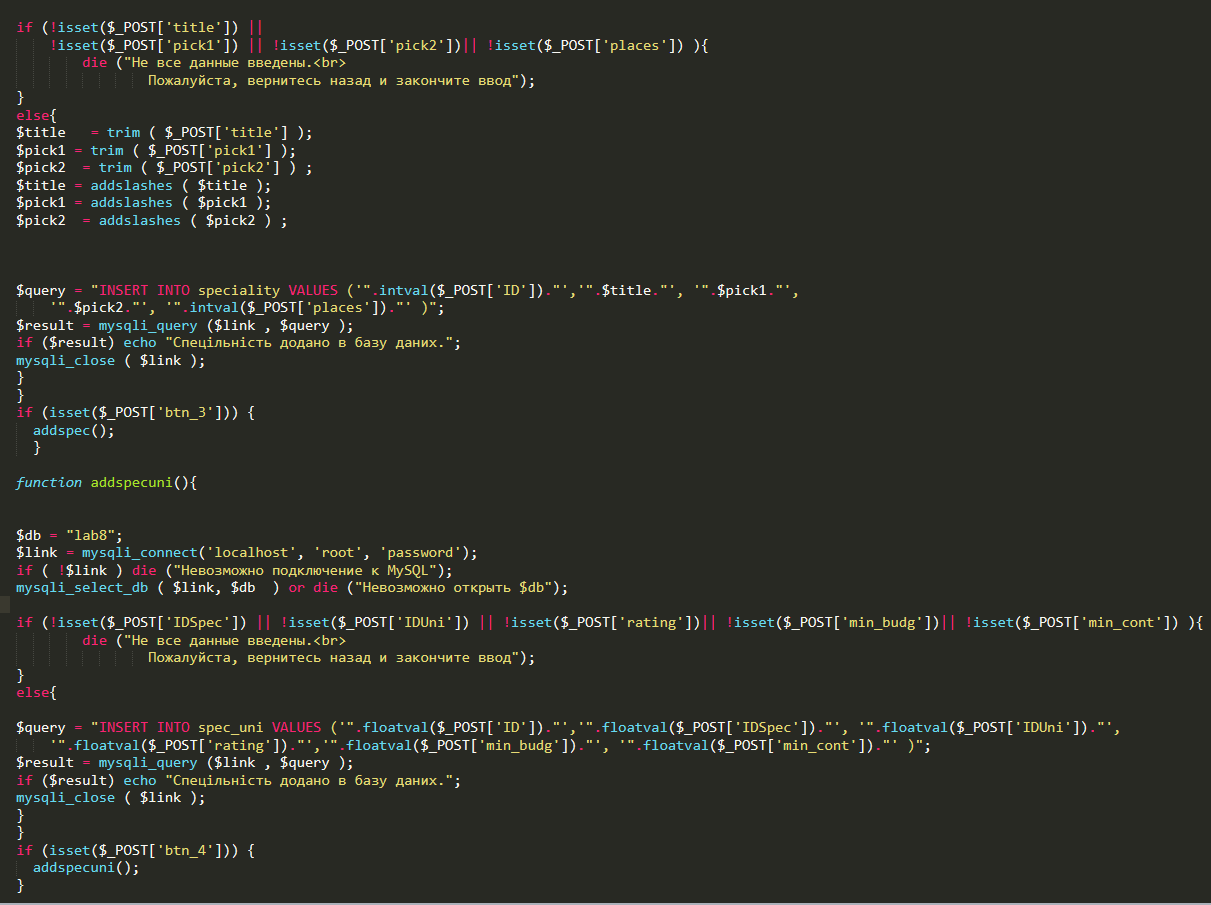 if (!isset($_POST['title']) ||
!isset($_POST['pick1']) || !isset($_POST['pick2'])|| !isset($_POST['places']) ){
die ("Не все данные введены.<br>
Пожалуйста, вернитесь назад и закончите ввод");
}
else{
$title   = trim ( $_POST['title'] );
$pick1 = trim ( $_POST['pick1'] );
$pick2  = trim ( $_POST['pick2'] ) ;
$title = addslashes ( $title );
$pick1 = addslashes ( $pick1 );
$pick2  = addslashes ( $pick2 ) ;
$query = "INSERT INTO speciality VALUES ('".intval($_POST['ID'])."','".$title."', '".$pick1."',
'".$pick2."', '".intval($_POST['places'])."' )";
$result = mysqli_query ($link , $query );
if ($result) echo "Спецільність додано в базу даних.";
mysqli_close ( $link );
}
}
if (isset($_POST['btn_3'])) {
addspec();
}
function addspecuni(){
$db = "lab8";
$link = mysqli_connect('localhost', 'root', 'password');
if ( !$link ) die ("Невозможно подключение к MySQL");
mysqli_select_db ( $link, $db  ) or die ("Невозможно открыть $db");
if (!isset($_POST['IDSpec']) || !isset($_POST['IDUni']) || !isset($_POST['rating'])|| !isset($_POST['min_budg'])|| !isset($_POST['min_cont']) ){
die ("Не все данные введены.<br>
Пожалуйста, вернитесь назад и закончите ввод");
}
else{
$query = "INSERT INTO spec_uni VALUES ('".floatval($_POST['ID'])."','".floatval($_POST['IDSpec'])."', '".floatval($_POST['IDUni'])."',
'".floatval($_POST['rating'])."','".floatval($_POST['min_budg'])."', '".floatval($_POST['min_cont'])."' )";
$result = mysqli_query ($link , $query );
if ($result) echo "Спецільність додано в базу даних.";
mysqli_close ( $link );
}
}
if (isset($_POST['btn_4'])) {
addspecuni();
}